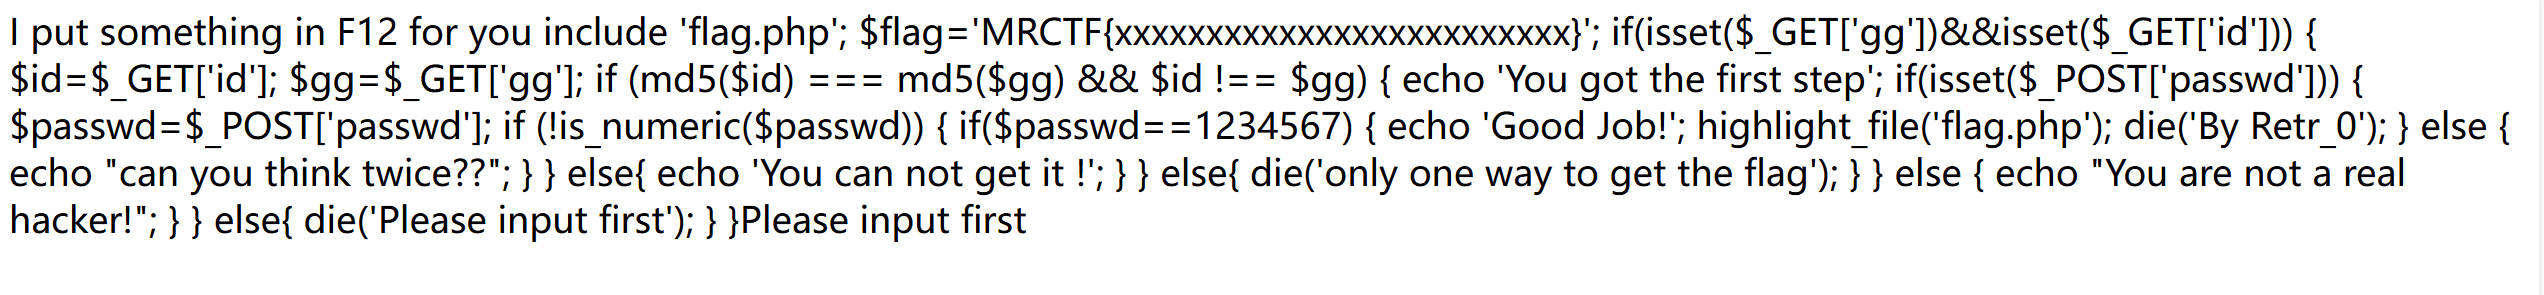 I put something in F12 for you include 'flag.php'; $flag='MRCTF{xxxxxxxxxxxxxxxxxxxxxxxxx}'; if(isset($_GET['gg'])&&isset($_GET['id'])) {
$id=$_GET['id']; $gg=$_GET['gg']; if (md5($id) === md5($gg) && $id !== $gg) { echo 'You got the first step'; if(isset($_POST['passwd'])) {
$passwd=$_POST['passwd']; if (!is_numeric($passwd)) { if($passwd==1234567) { echo 'Good Job!'; highlight_file('flag.php'); die('By Retr_0'); } else {
echo "can you think twice??"; } } else{ echo 'You can not get it !'; } } else{ die('only one way to get the flag'); } } else { echo "You are not a real
hacker!"; } } else{ die('Please input first'); } }Please input first